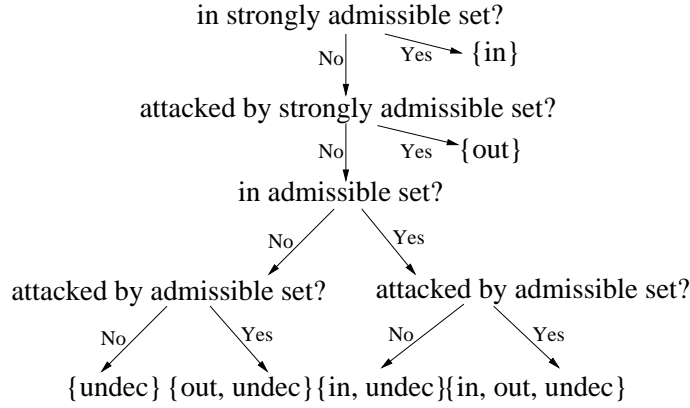 in strongly admissible set?
No Yes {in}
attacked by strongly admissible set?
No Yes {out}
in admissible set?
No Yes
attacked by admissible set? attacked by admissible set?
No Yes No Yes
{undec} {out, undec} {in, undec} {in, out, undec}